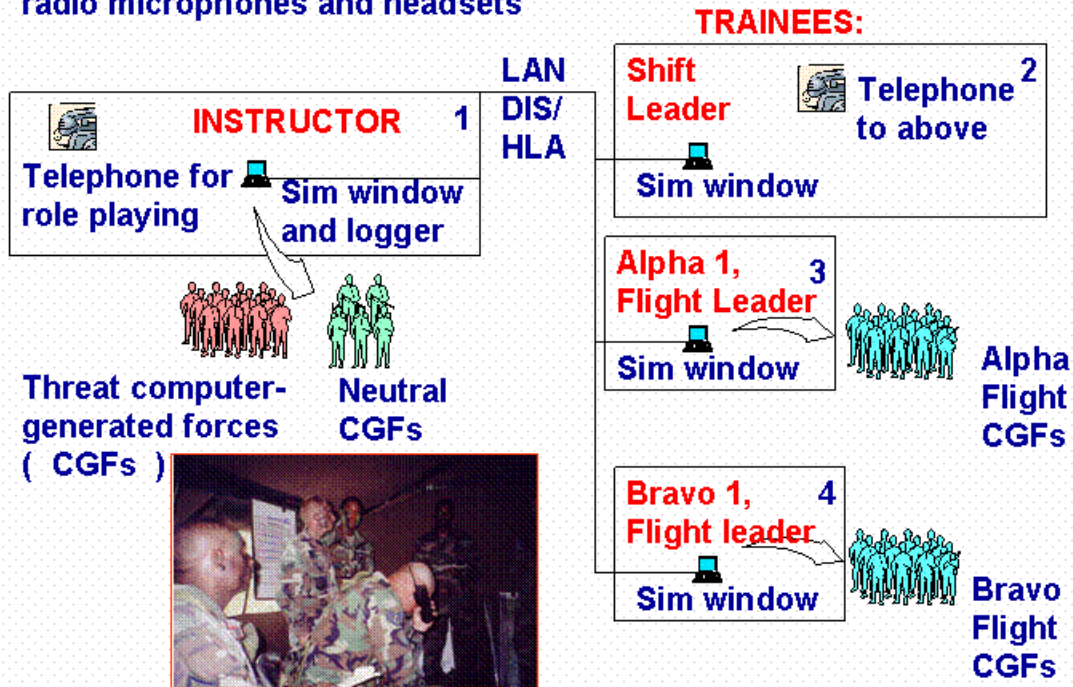 radio microphones and headsets
TRAINEES:
LAN
DIS/
HLA
INSTRUCTOR 1
Telephone for
role playing
Sim window
and logger
Threat computer-
generated forces
( CGFs )
Neutral
CGFs
Shift
Leader
Telephone 2
to above
Sim window
Alpha 1, 3
Flight Leader
Sim window
Alpha
Flight
CGFs
Bravo 1, 4
Flight leader
Sim window
Bravo
Flight
CGFs